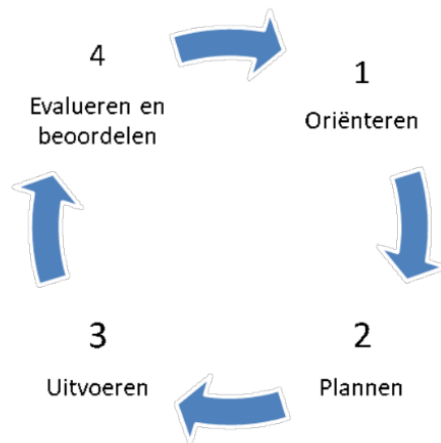 1
Oriënteren
2
Plannen
3
Uitvoeren
4
Evalueren en
beoordelen